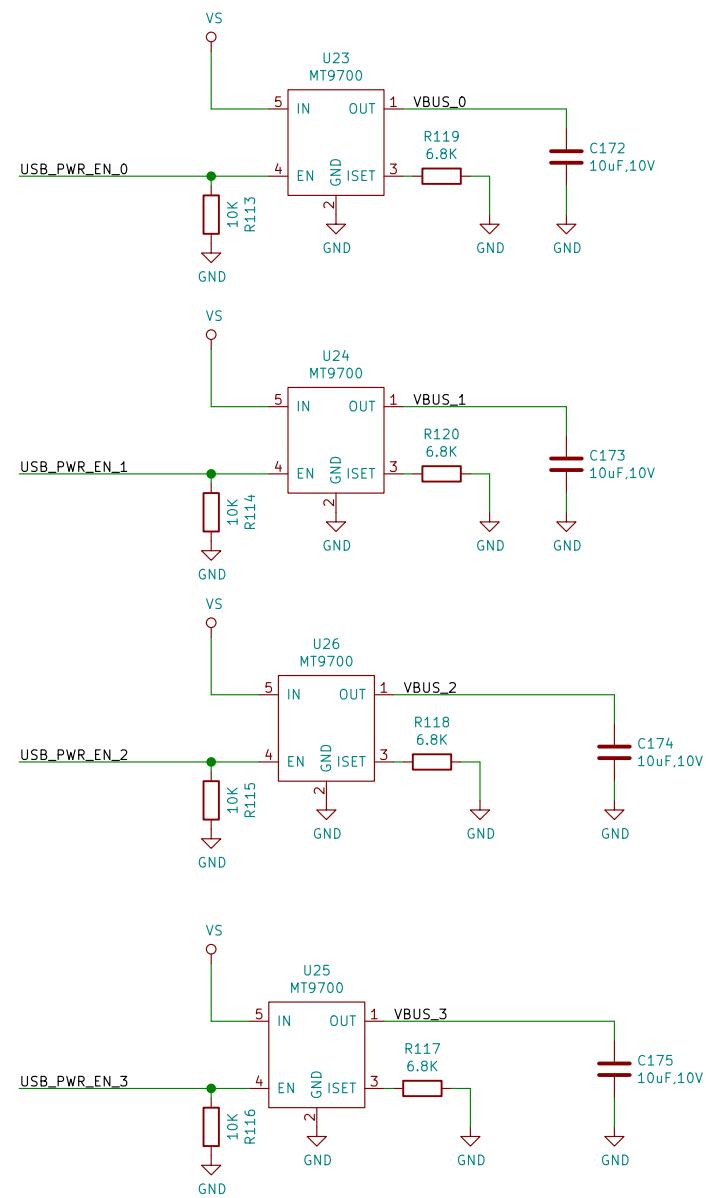 VS
U23
MT9700
5 IN OUT 1 VBUS_0
R119
6.8K
C172
10uF,10V
USB_PWR_EN_0 4 EN GND ISET 3
10K
R113
2
GND GND GND
GND
VS
U24
MT9700
5 IN OUT 1 VBUS_1
R120
6.8K
C173
10uF,10V
USB_PWR_EN_1 4 EN GND ISET 3
10K
R114
2
GND GND GND
GND
VS
U26
MT9700
5 IN OUT 1 VBUS_2
R118
6.8K
C174
10uF,10V
USB_PWR_EN_2 4 EN GND ISET 3
10K
R115
2
GND GND GND
GND
VS
U25
MT9700
5 IN OUT 1 VBUS_3
R117
6.8K
C175
10uF,10V
USB_PWR_EN_3 4 EN GND ISET 3
10K
R116
2
GND GND GND
GND